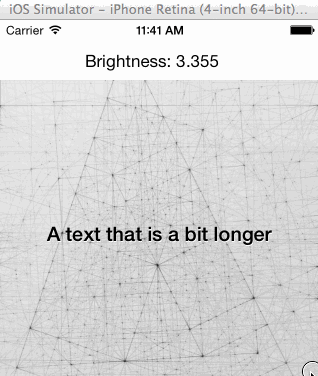 iOS Simulator - iPhone Retina (4-inch 64-bit)...
Carrier 11:41 AM
Brightness: 3.355
A text that is a bit longer